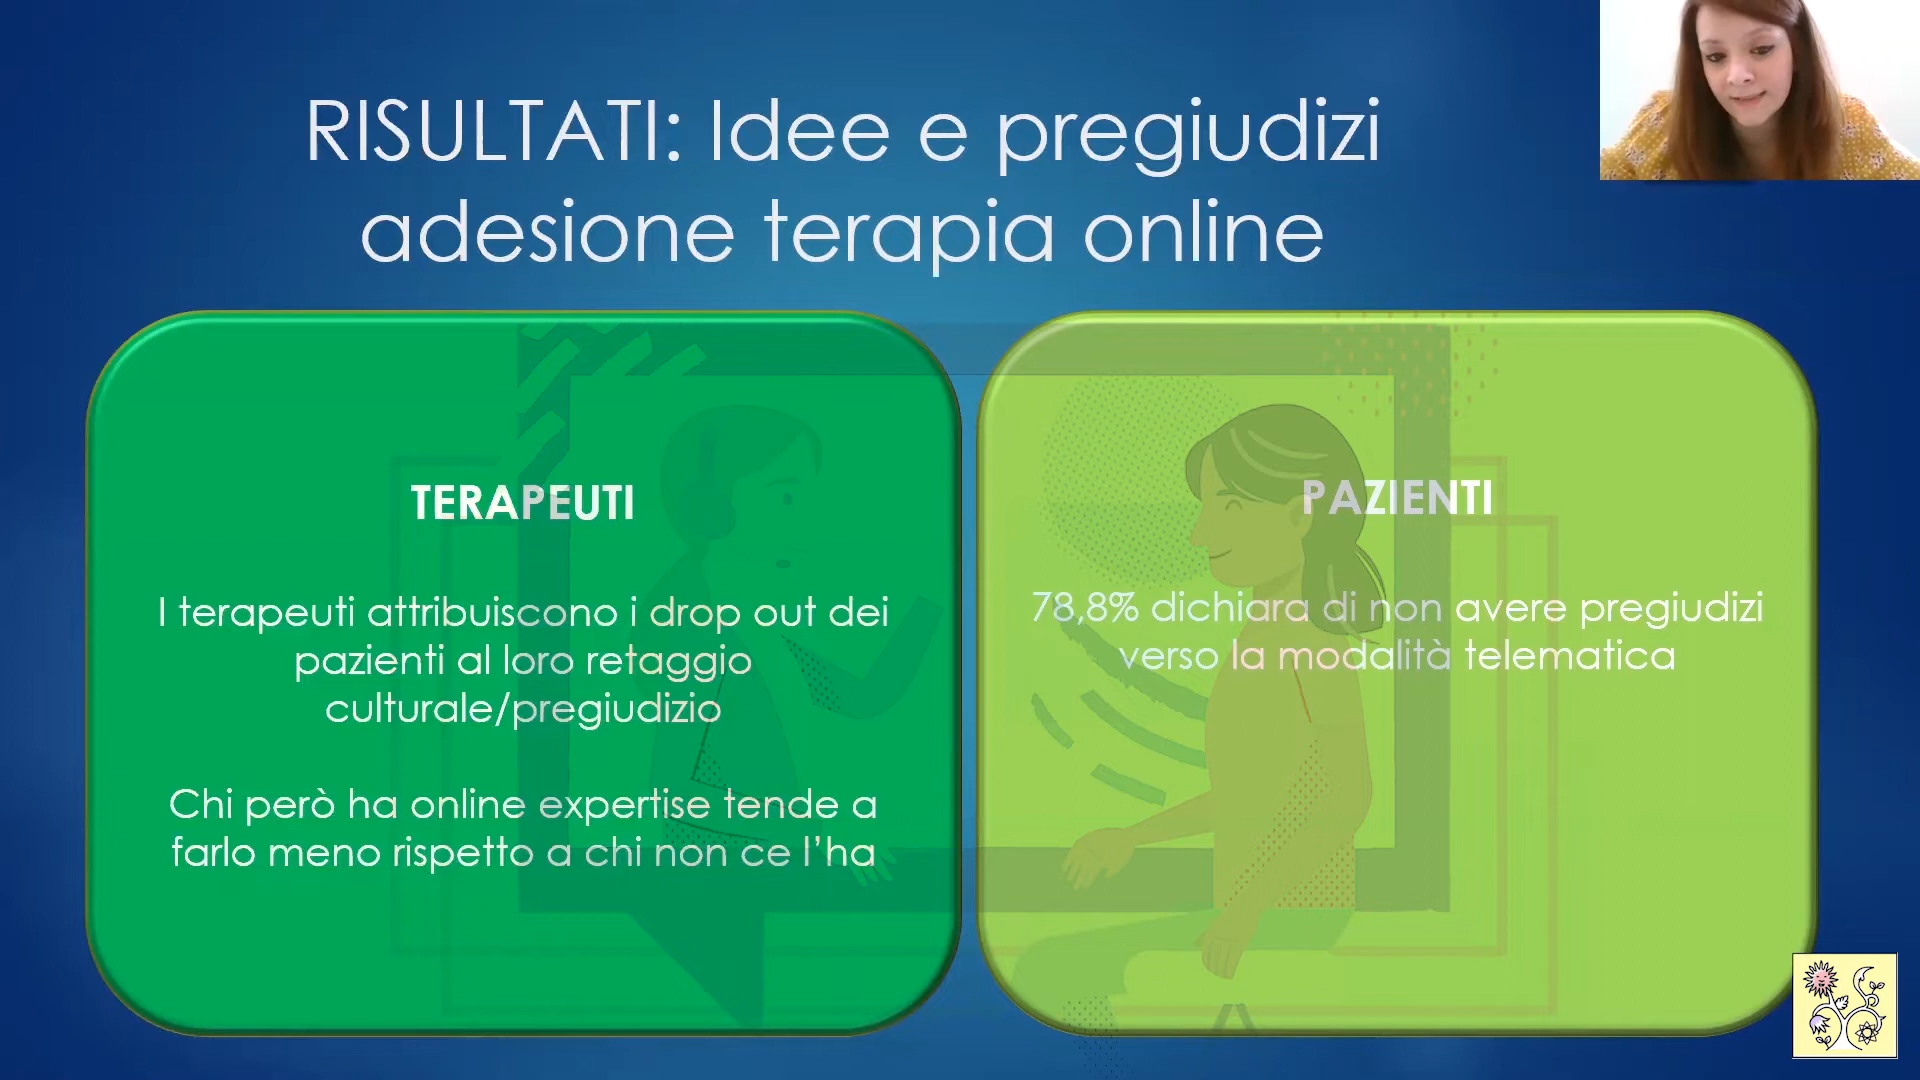 RISULTATI: Idee e pregiudizi
adesione terapia online
TERAPEUTI
I terapeuti attribuiscono i drop out dei
pazienti al loro retaggio
culturale/pregiudizio
Chi però ha online expertise tende a
farlo meno rispetto a chi non ce l’ha
PAZIENTI
78,8% dichiara di non avere pregiudizi
verso la modalità telematica